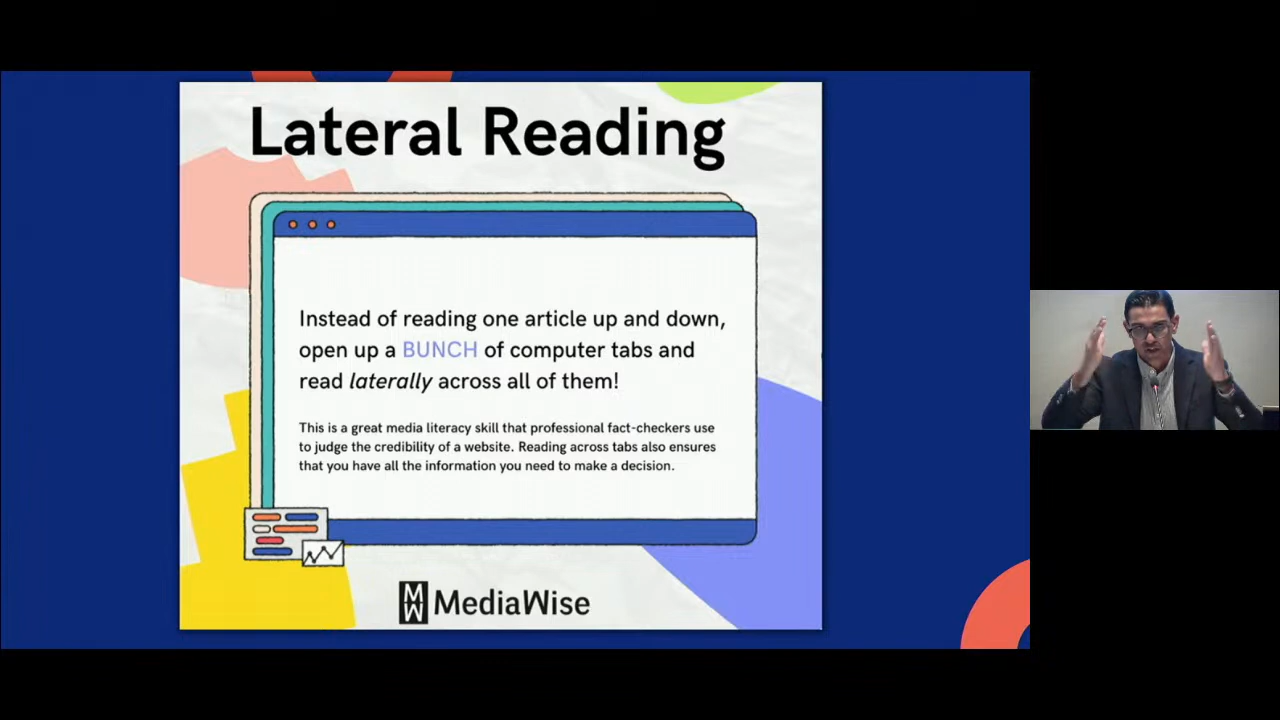 Lateral Reading
Instead of reading one article up and down,
open up a BUNCH of computer tabs and
read laterally across all of them!
This is a great media literacy skill that professional fact-checkers use
to judge the credibility of a website. Reading across tabs also ensures
that you have all the information you need to make a decision.
MW MediaWise